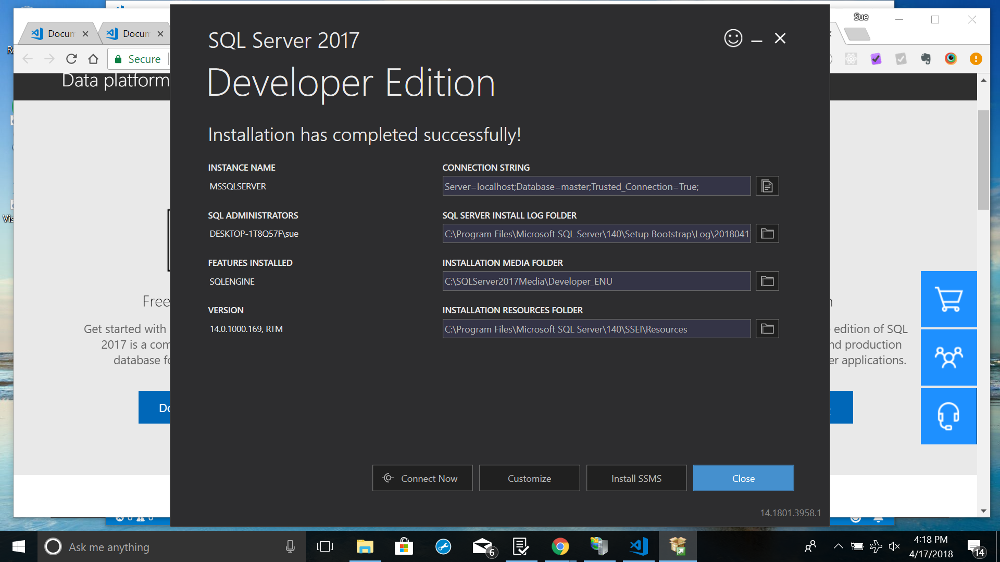 Sue
Docum
Docum
Secure
Data platform
SQL Server 2017
Developer Edition
Installation has completed successfully!
INSTANCE NAME
MSSQLSERVER
CONNECTION STRING
Server=localhost;Database=master;Trusted_Connection=True;
SQL ADMINISTRATORS
DESKTOP-1T8Q57F\sue
SQL SERVER INSTALL LOG FOLDER
C:\Program Files\Microsoft SQL Server\140\Setup Bootstrap\Log\2018041
FEATURES INSTALLED
SQLENGINE
INSTALLATION MEDIA FOLDER
C:\SQLServer2017Media\Developer_ENU
VERSION
14.0.1000.169, RTM
INSTALLATION RESOURCES FOLDER
C:\Program Files\Microsoft SQL Server\140\SSEI\Resources
Free
Get started with
2017 is a com
database fo
edition of SQL
nd production
er applications.
Do
Connect Now
Customize
Install SSMS
Close
14.1801.3958.1
Ask me anything
6
4:18 PM
4/17/2018
14